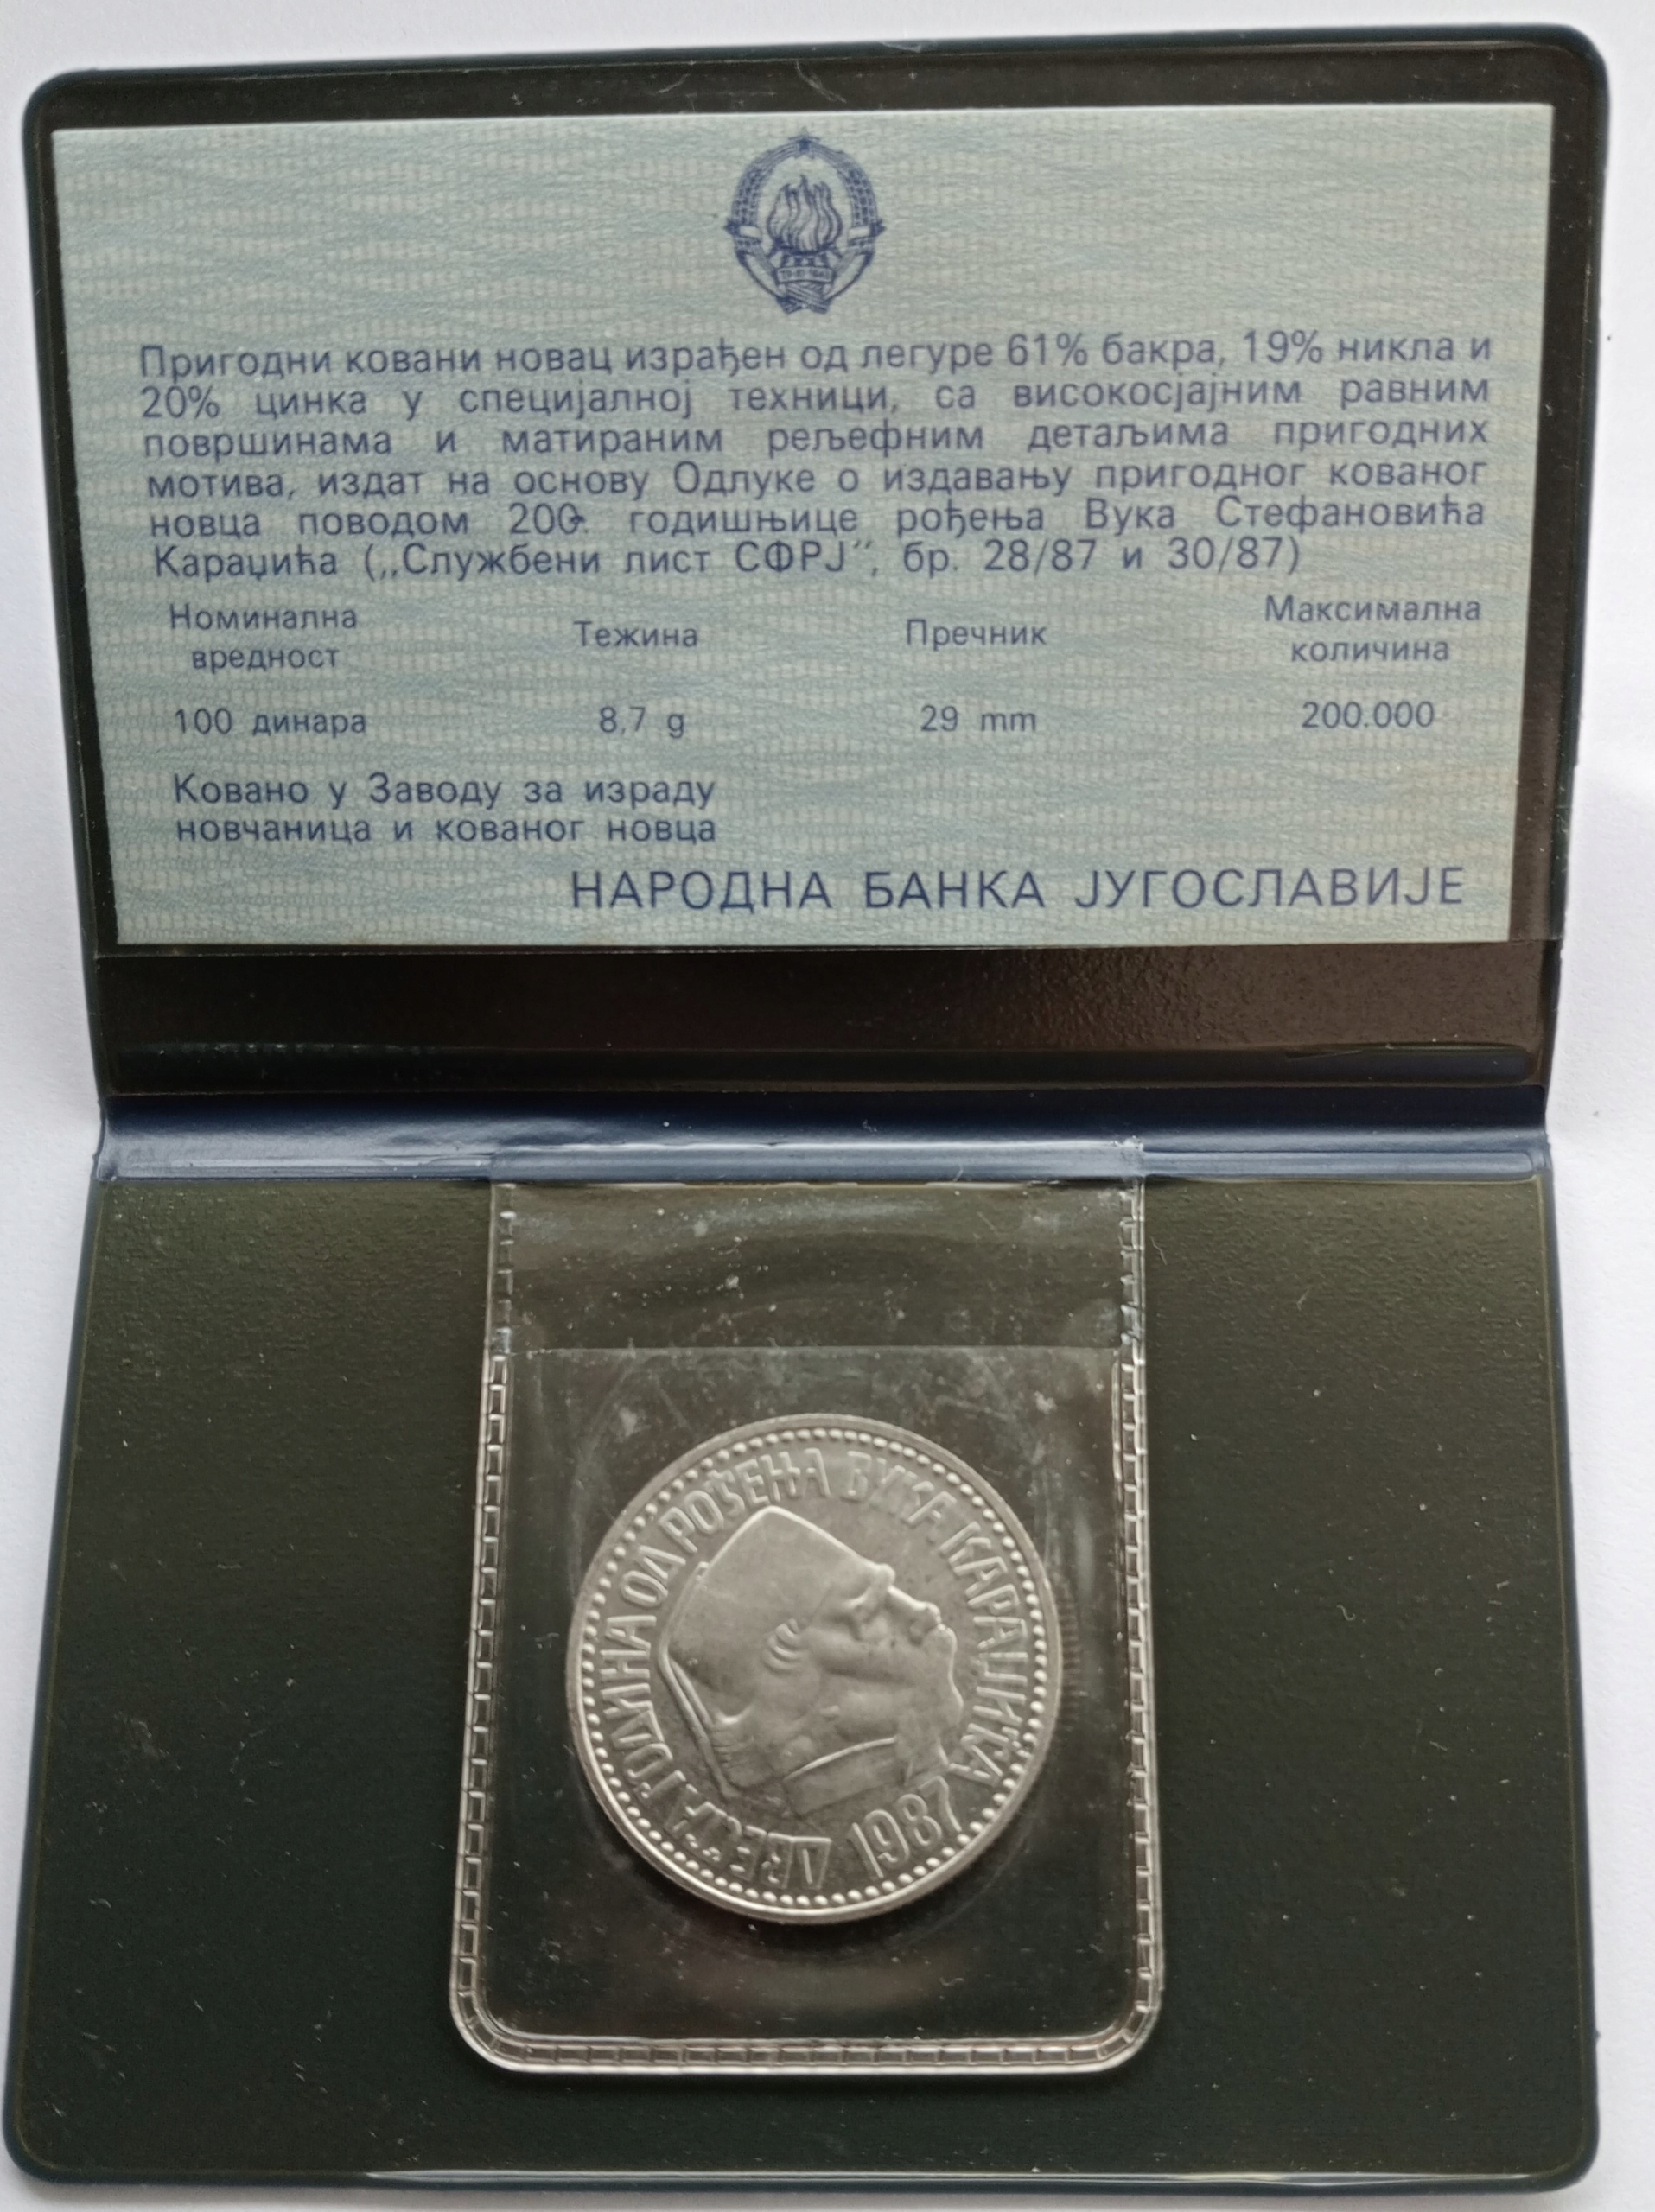 Пригодни ковани новац израђен од легуре 61% бакра, 19% никла и
20% цинка у специјалној техници, са високосјајним равним
површинама и матираним рељефним детаљима пригодних
мотива, издат на основу Одлуке о издавању пригодног кованог
новца поводом 200. годишњице рођења Вука Стефановића
Караџића („Службени лист СФРЈ“, бр. 28/87 и 30/87)
Номинална вредност
Тежина
Пречник
Максимална количина
100 динара
8,7 g
29 mm
200.000
Ковано у Заводу за израду
новчаница и кованог новца
НАРОДНА БАНКА ЈУГОСЛАВИЈЕ
ГОДИНА ОД РОЂЕЊА ВУКА КАРАЏИЋА
1987